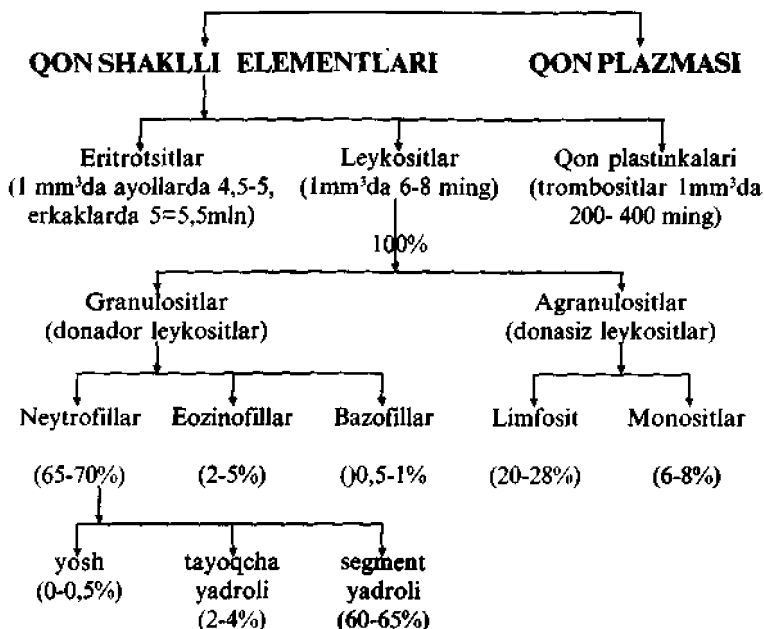 QON SHAKLLI ELEMENTLARI QON PLAZMASI
Eritrotsitlar Leykositlar Qon plastinkalari
(1 mm³da ayollarda 4,5-5, (1mm³da 6-8 ming) (trombositlar 1mm³da
erkaklarda 5=5,5mln) 200- 400 ming)
100%
Granulositlar Agranulositlar
(donador leykositlar) (donasiz leykositlar)
Neytrofillar Eozinofillar Bazofillar Limfosit Monositlar
(65-70%) (2-5%) ()0,5-1% (20-28%) (6-8%)
yosh tayoqcha segment
(0-0,5%) yadroli yadroli
(2-4%) (60-65%)